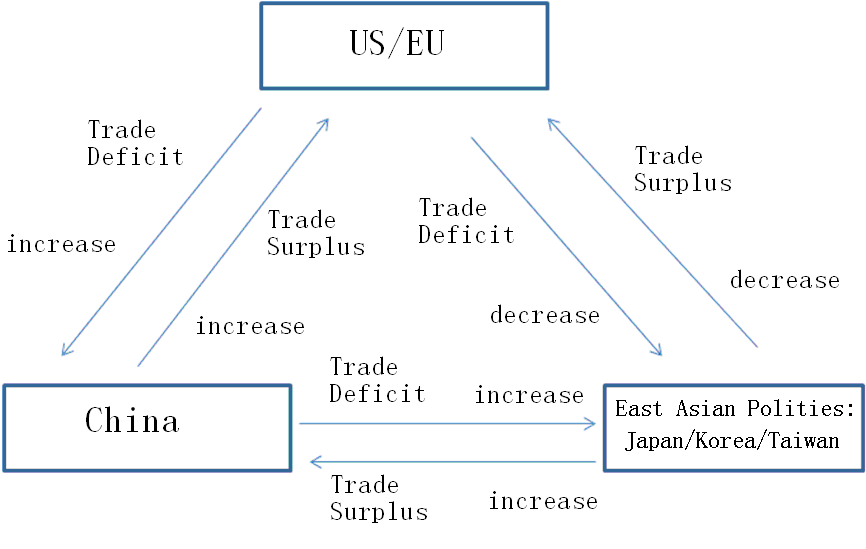 US/EU
Trade
Deficit
increase
Trade
Surplus
increase
Trade
Deficit
decrease
Trade
Surplus
decrease
China
Trade
Deficit
increase
East Asian Polities:
Japan/Korea/Taiwan
Trade
Surplus
increase